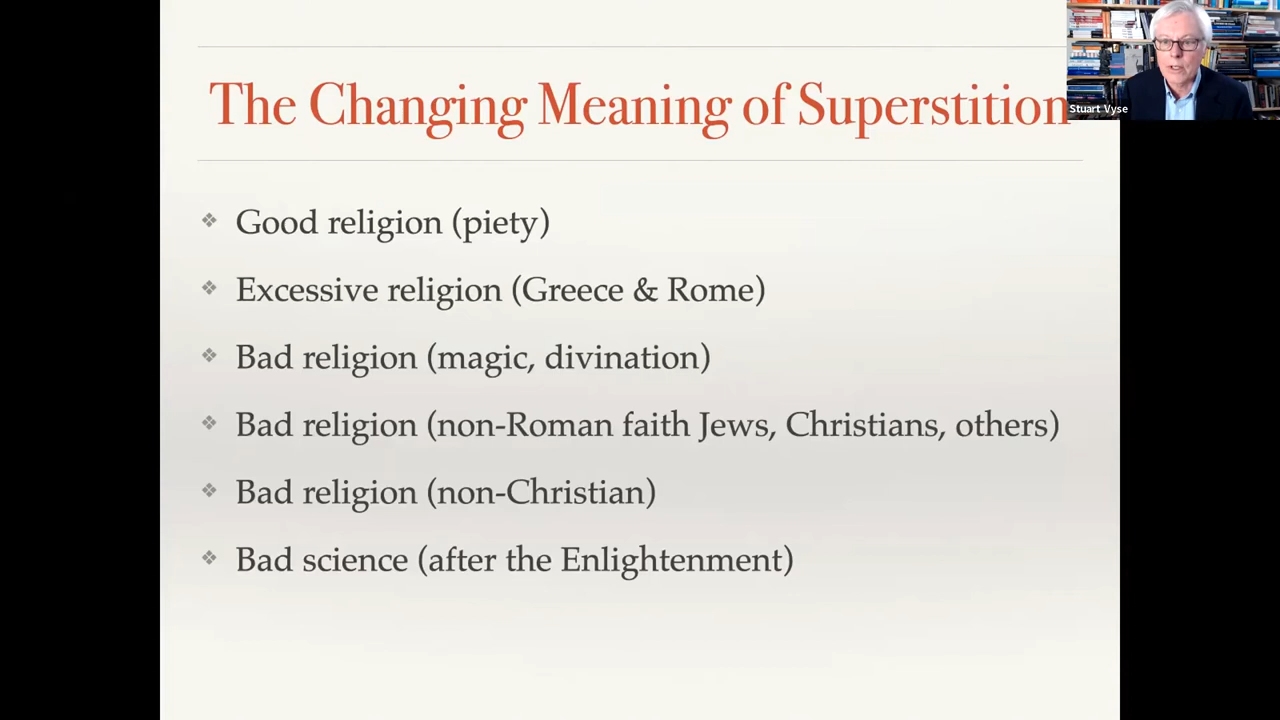 The Changing Meaning of Superstition
Stuart Vyse
❖ Good religion (piety)
❖ Excessive religion (Greece & Rome)
❖ Bad religion (magic, divination)
❖ Bad religion (non-Roman faith Jews, Christians, others)
❖ Bad religion (non-Christian)
❖ Bad science (after the Enlightenment)